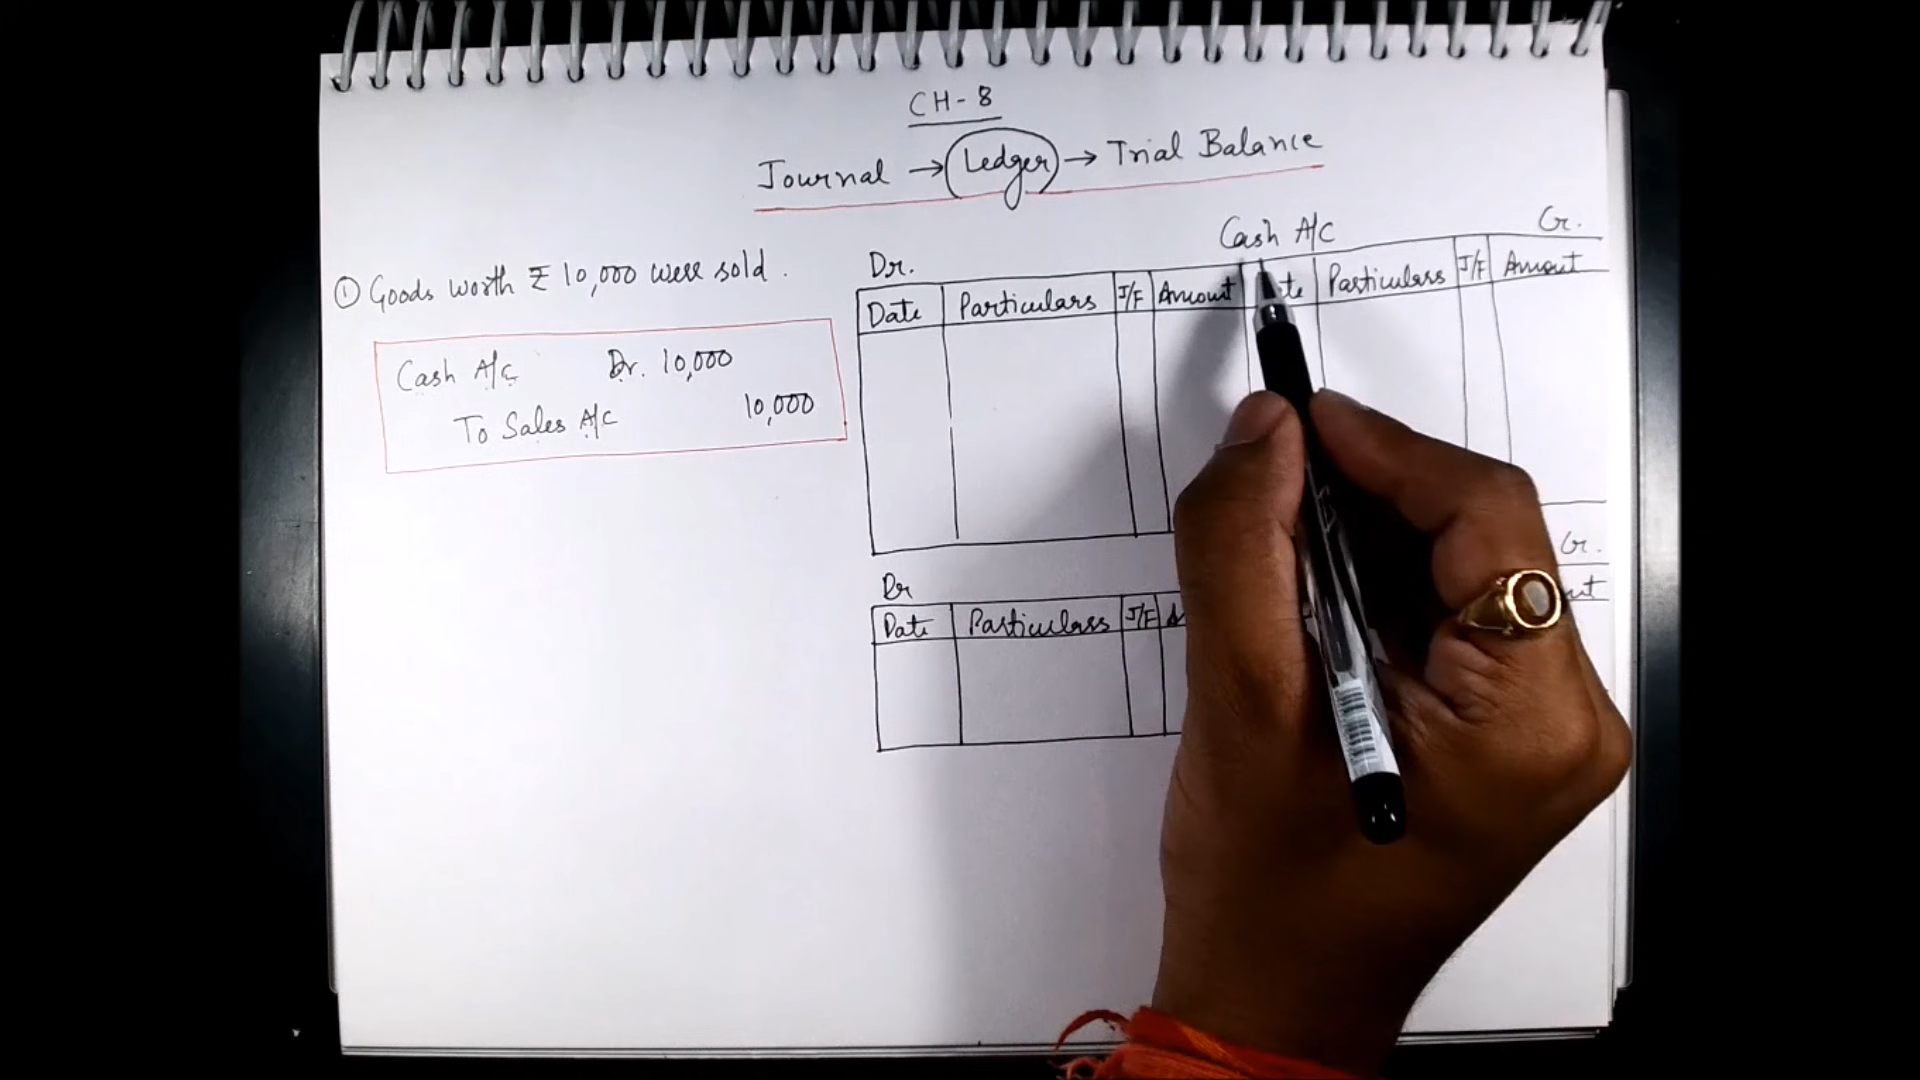 CH-8
Journal → Ledger → Trial Balance
① Goods worth ₹ 10,000 were sold.
Cash A/c Dr. 10,000
To Sales A/c 10,000
Cash A/C
Dr. Cr.
Date Particulars J/F Amount Particulars J/F Amount
Dr Cr.
Date Particulars J/F